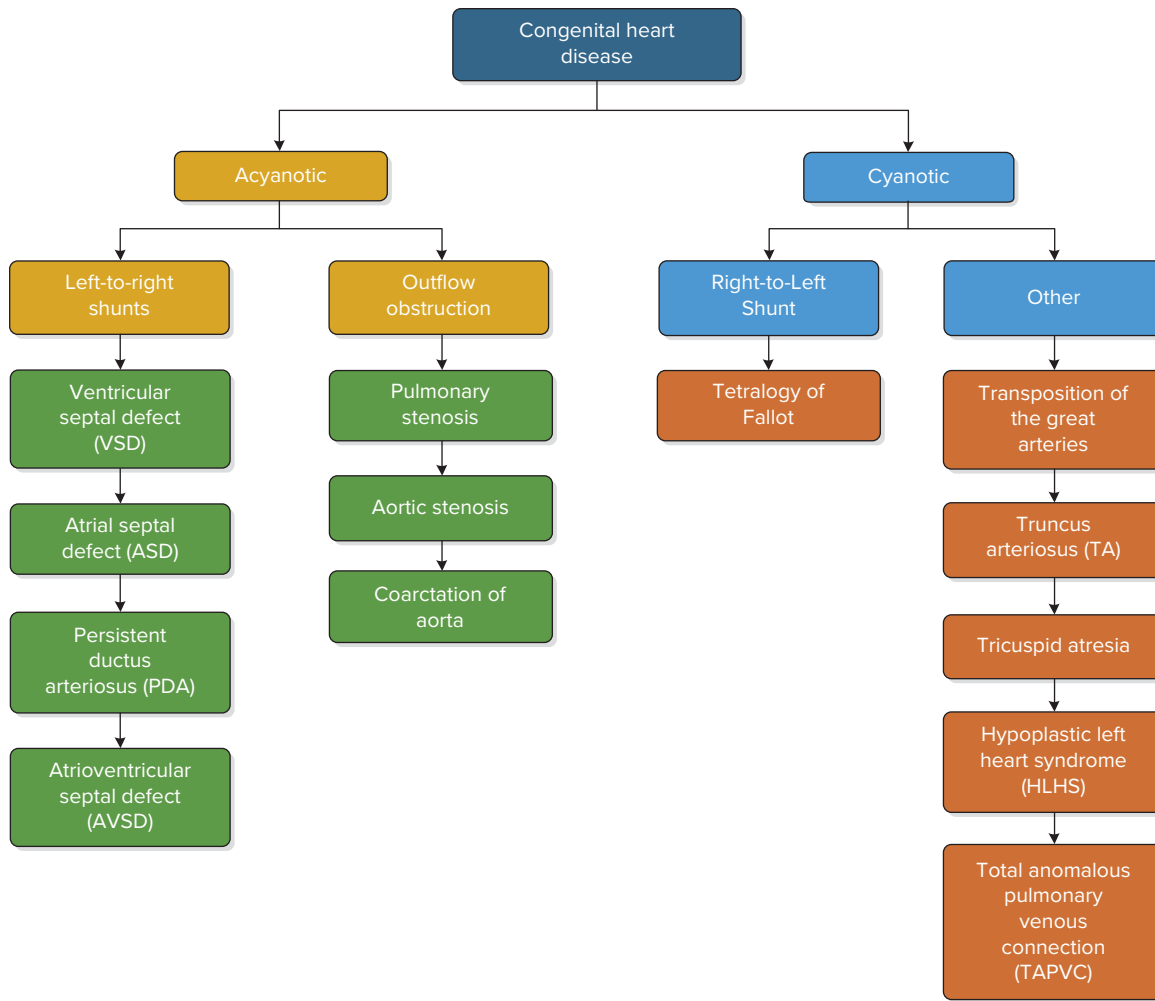 Congenital heart
disease
Acyanotic
Cyanotic
Left-to-right
shunts
Outflow
obstruction
Right-to-Left
Shunt
Other
Ventricular
septal defect
(VSD)
Atrial septal
defect (ASD)
Persistent
ductus
arteriosus (PDA)
Atrioventricular
septal defect
(AVSD)
Pulmonary
stenosis
Aortic stenosis
Coarctation of
aorta
Tetralogy of
Fallot
Transposition of
the great
arteries
Truncus
arteriosus (TA)
Tricuspid atresia
Hypoplastic left
heart syndrome
(HLHS)
Total anomalous
pulmonary
venous
connection
(TAPVC)